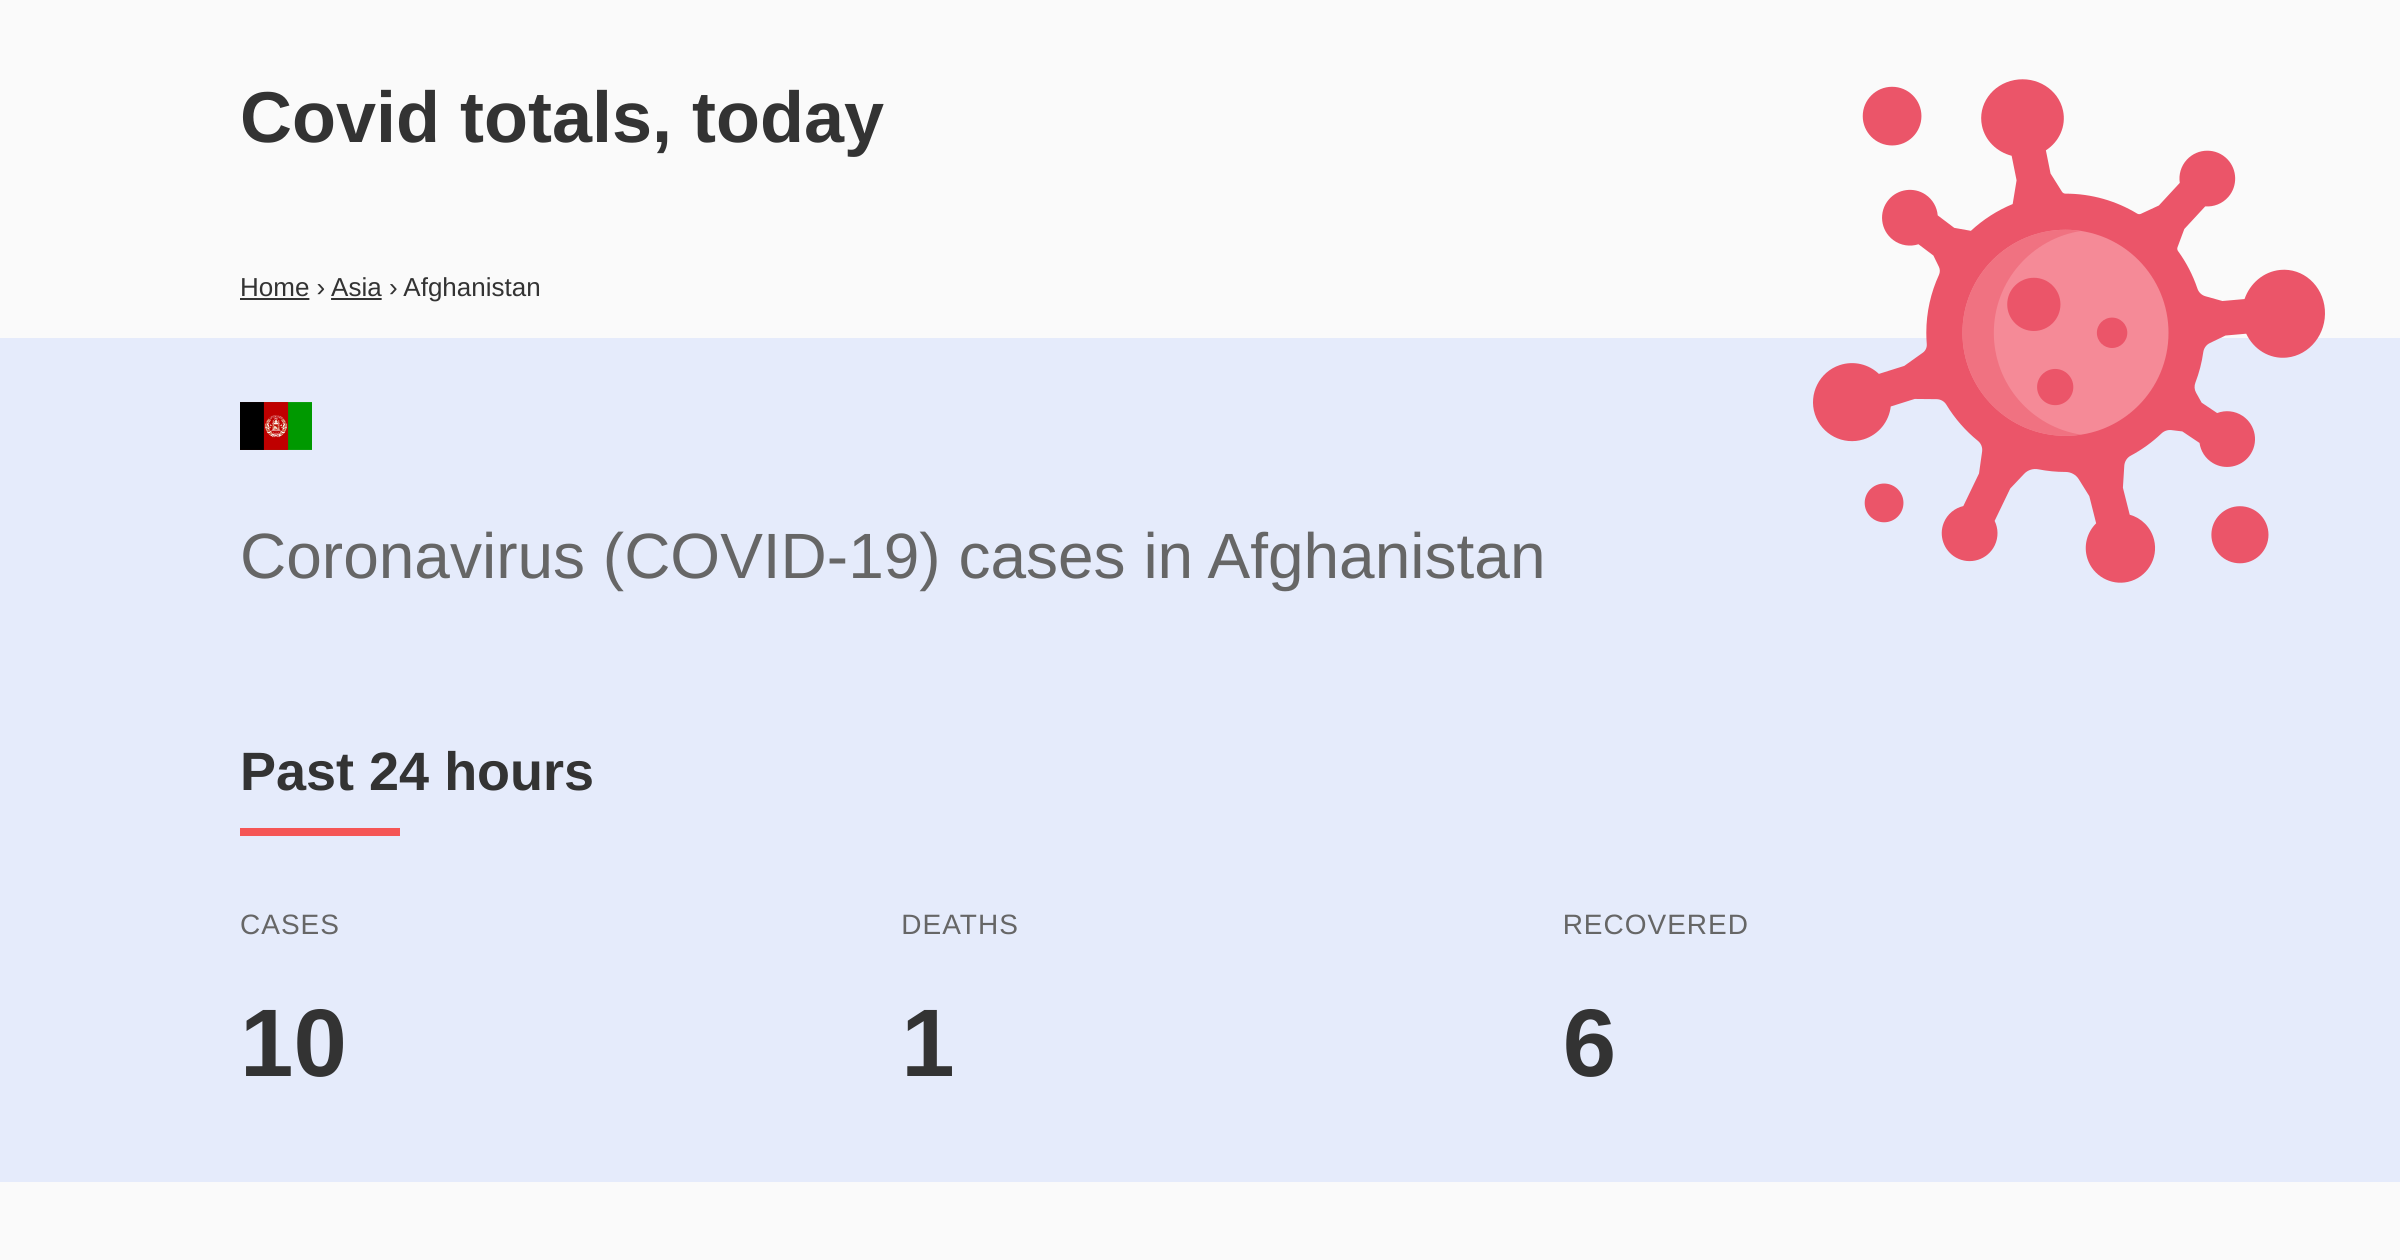 Covid totals, today
Home › Asia › Afghanistan
Coronavirus (COVID-19) cases in Afghanistan
Past 24 hours
CASES DEATHS RECOVERED
10 1 6